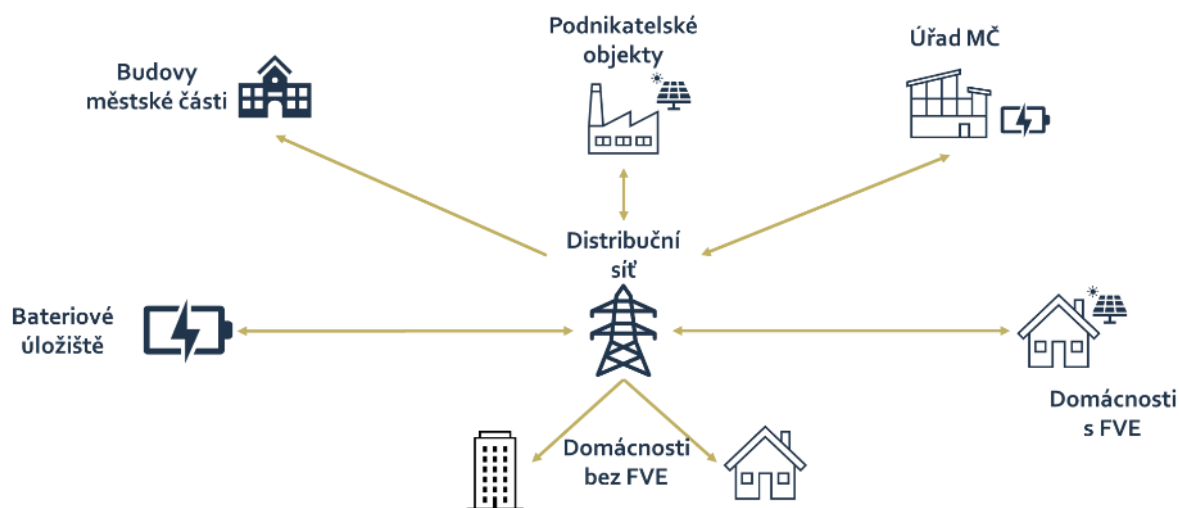 Podnikatelské
objekty
Úřad MČ
Budovy
městské části
Distribuční
síť
Bateriové
úložiště
Domácnosti
s FVE
Domácnosti
bez FVE